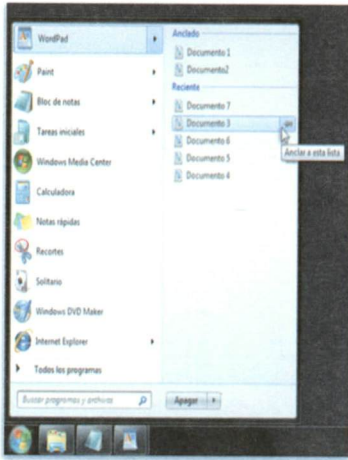 WordPad
Paint
Bloc de notas
Tareas iniciales
Windows Media Center
Calculadora
Notas rápidas
Recortes
Solitario
Windows DVD Maker
Internet Explorer
Todos los programas
Buscar programas y archivos
Anclado
Documento 1
Documento2
Reciente
Documento 7
Documento 3
Documento 6
Documento 5
Documento 4
Anclar a esta lista
Apagar